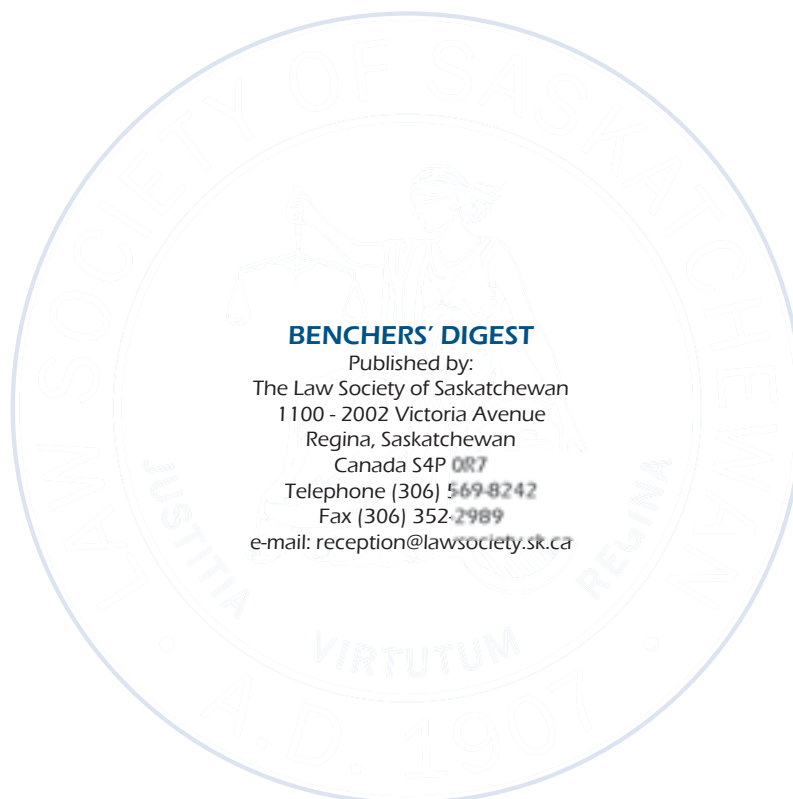 LAW SOCIETY OF SASKATCHEWAN
JUSTITIA VIRTUTUM REGINA
A.D. 1907
BENCHERS’ DIGEST
Published by:
The Law Society of Saskatchewan
1100 - 2002 Victoria Avenue
Regina, Saskatchewan
Canada S4P 0R7
Telephone (306) 569-8242
Fax (306) 352-2989
e-mail: reception@lawsociety.sk.ca